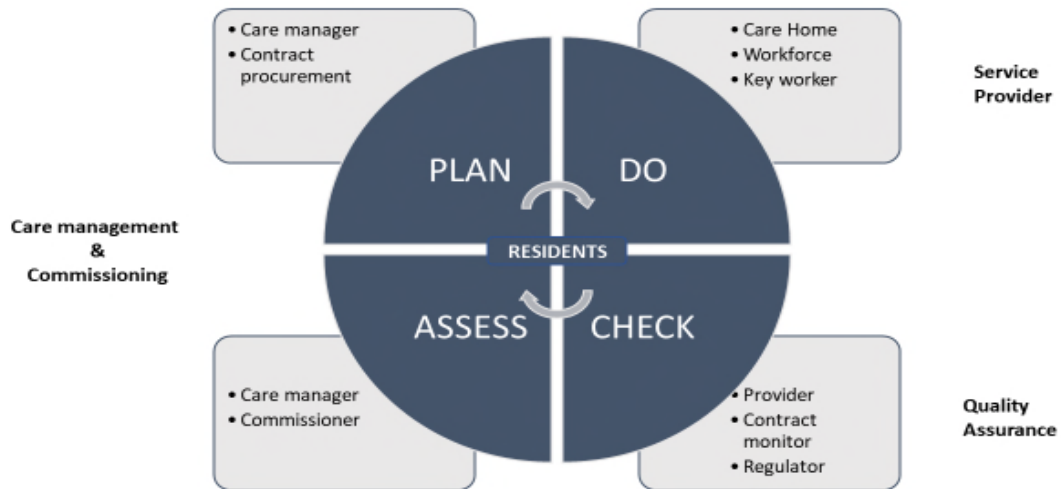 • Care manager
• Contract
procurement
• Care Home
• Workforce
• Key worker
Service
Provider
PLAN
DO
Care management
&
Commissioning
RESIDENTS
ASSESS
CHECK
• Care manager
• Commissioner
• Provider
• Contract
monitor
• Regulator
Quality
Assurance